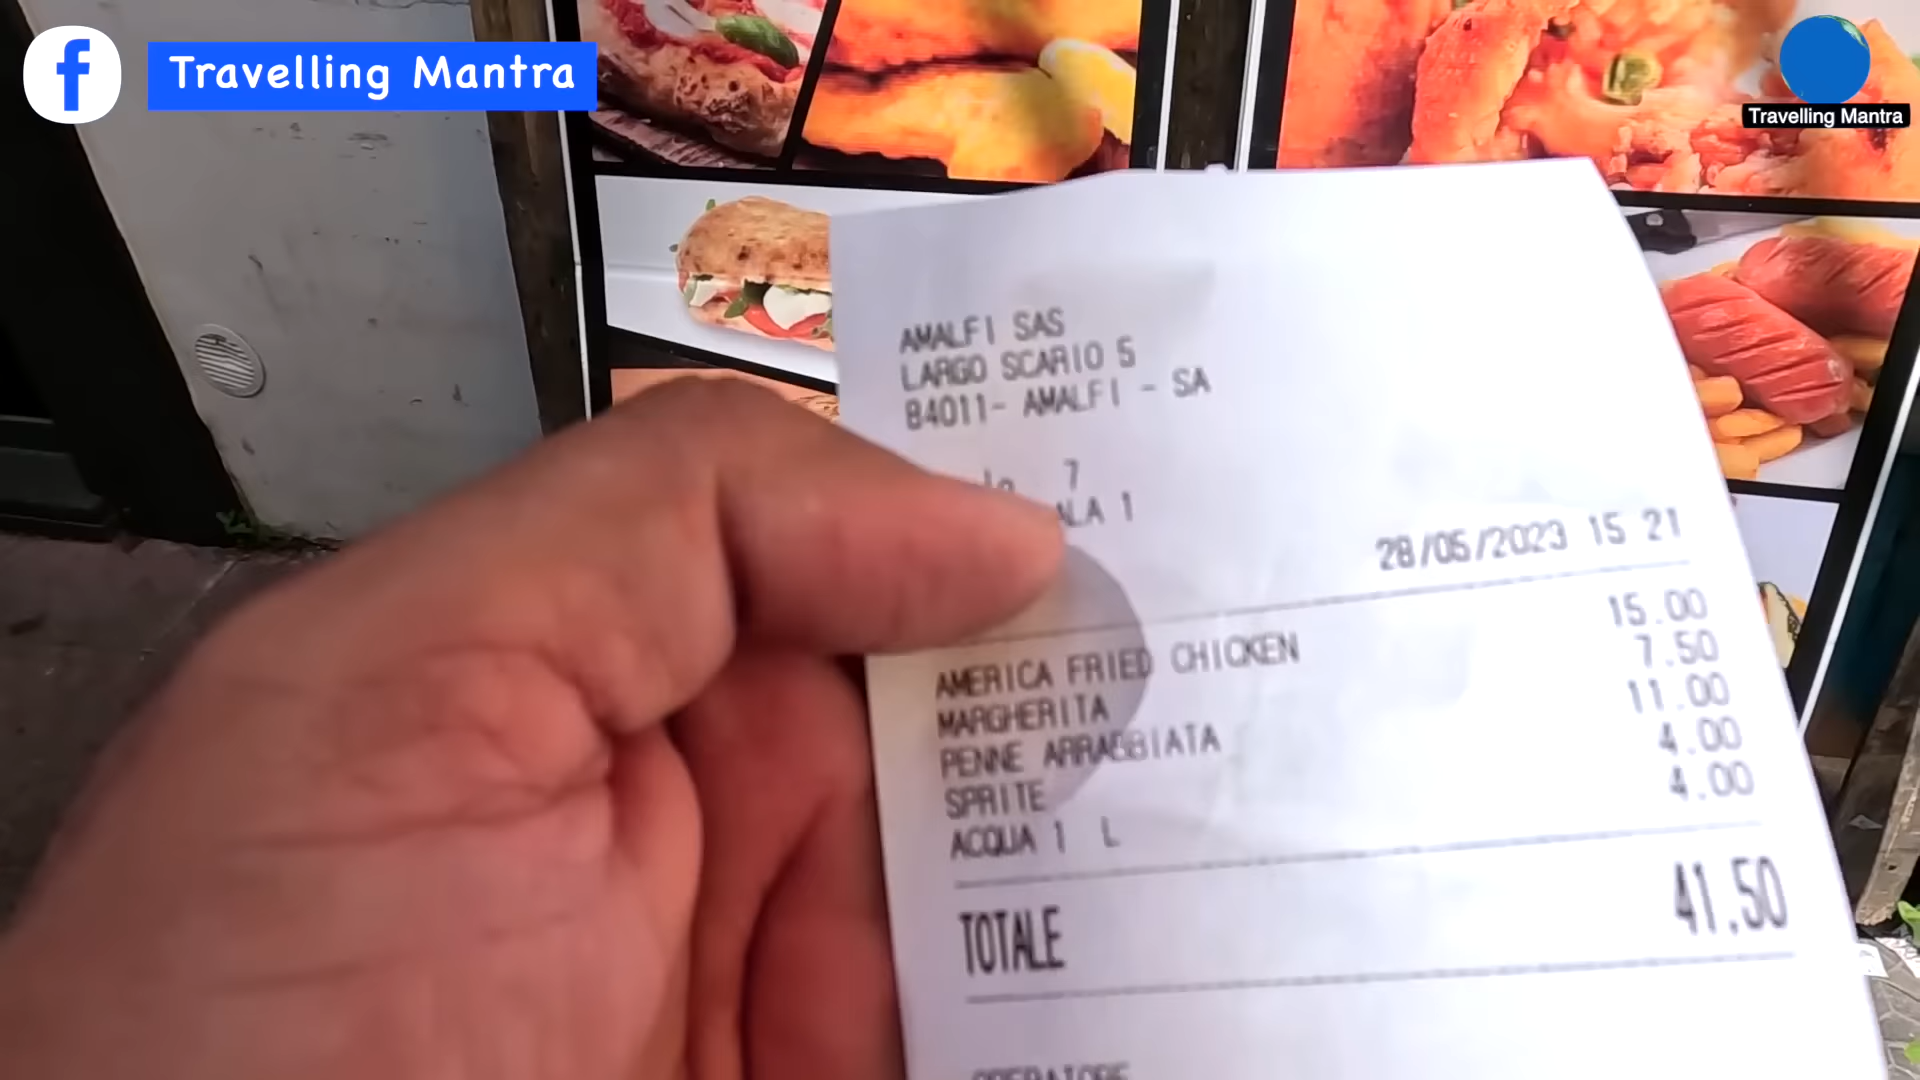 Travelling Mantra
Travelling Mantra
AMALFI SAS
LARGO SCARIO 5
84011- AMALFI - SA
7
1
28/05/2023 15 21
AMERICA FRIED CHICKEN 15.00
MARGHERITA 7.50
PENNE ARRABBIATA 11.00
SPRITE 4.00
ACQUA 1 L 4.00
TOTALE 41.50